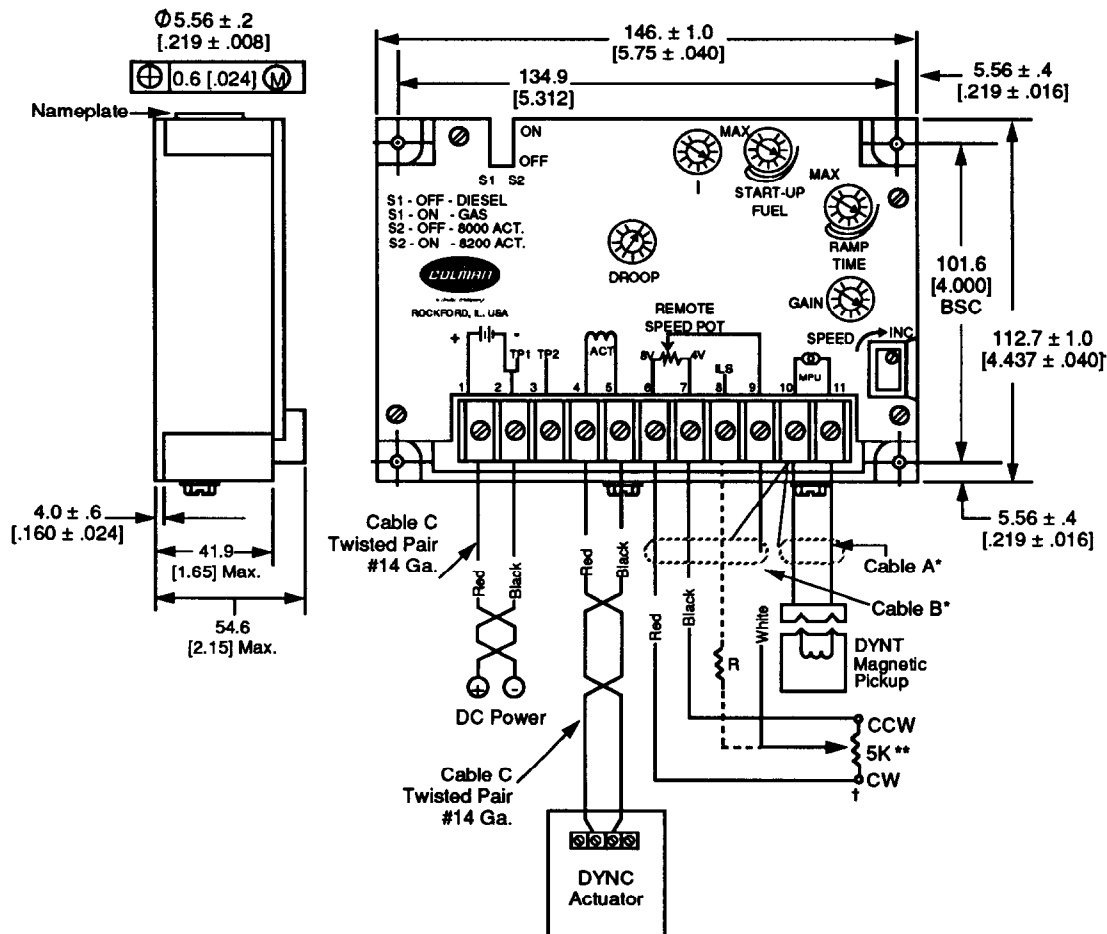 Ø 5.56 ± .2
[.219 ± .008]
⌖ 0.6 [.024] Ⓜ
Nameplate
4.0 ± .6
[.160 ± .024]
41.9
[1.65] Max.
54.6
[2.15] Max.
146. ± 1.0
[5.75 ± .040]
134.9
[5.312]
5.56 ± .4
[.219 ± .016]
ON
OFF
S1 S2
S1 - OFF - DIESEL
S1 - ON - GAS
S2 - OFF - 8000 ACT.
S2 - ON - 8200 ACT.
COLMAN
ROCKFORD, IL. USA
MAX
I
START-UP
FUEL
MAX
RAMP
TIME
DROOP
GAIN
SPEED
INC
101.6
[4.000]
BSC
112.7 ± 1.0
[4.437 ± .040]
REMOTE
SPEED POT
+ -
TP1 TP2
ACT
8V 4V
ILS
MPU
1 2 3 4 5 6 7 8 9 10 11
5.56 ± .4
[.219 ± .016]
Cable C
Twisted Pair
#14 Ga.
Red
Black
Red
Black
Red
Black
White
R
Cable A*
Cable B*
DYNT
Magnetic
Pickup
+ -
DC Power
CCW
5K **
CW
†
Cable C
Twisted Pair
#14 Ga.
DYNC
Actuator